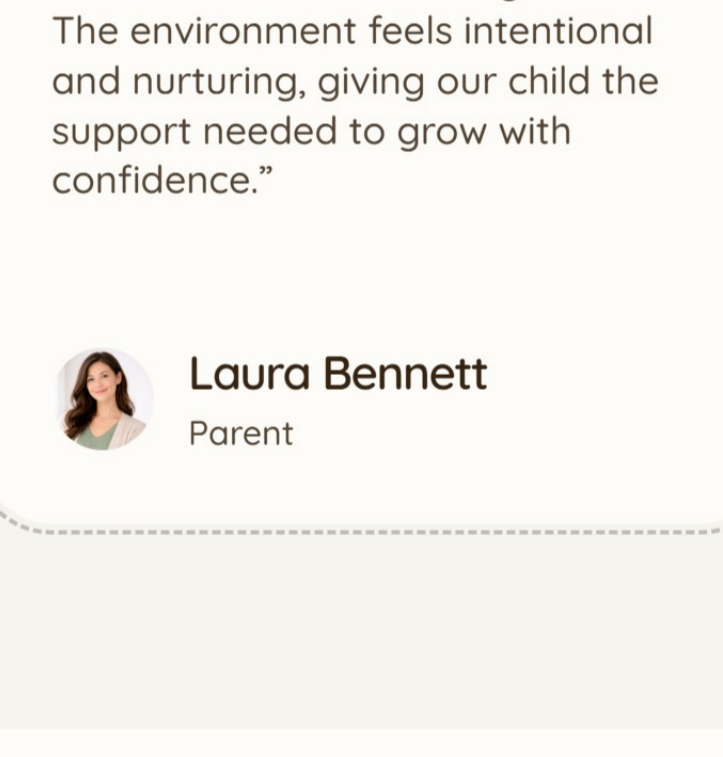 The environment feels intentional
and nurturing, giving our child the
support needed to grow with
confidence.”
Laura Bennett
Parent